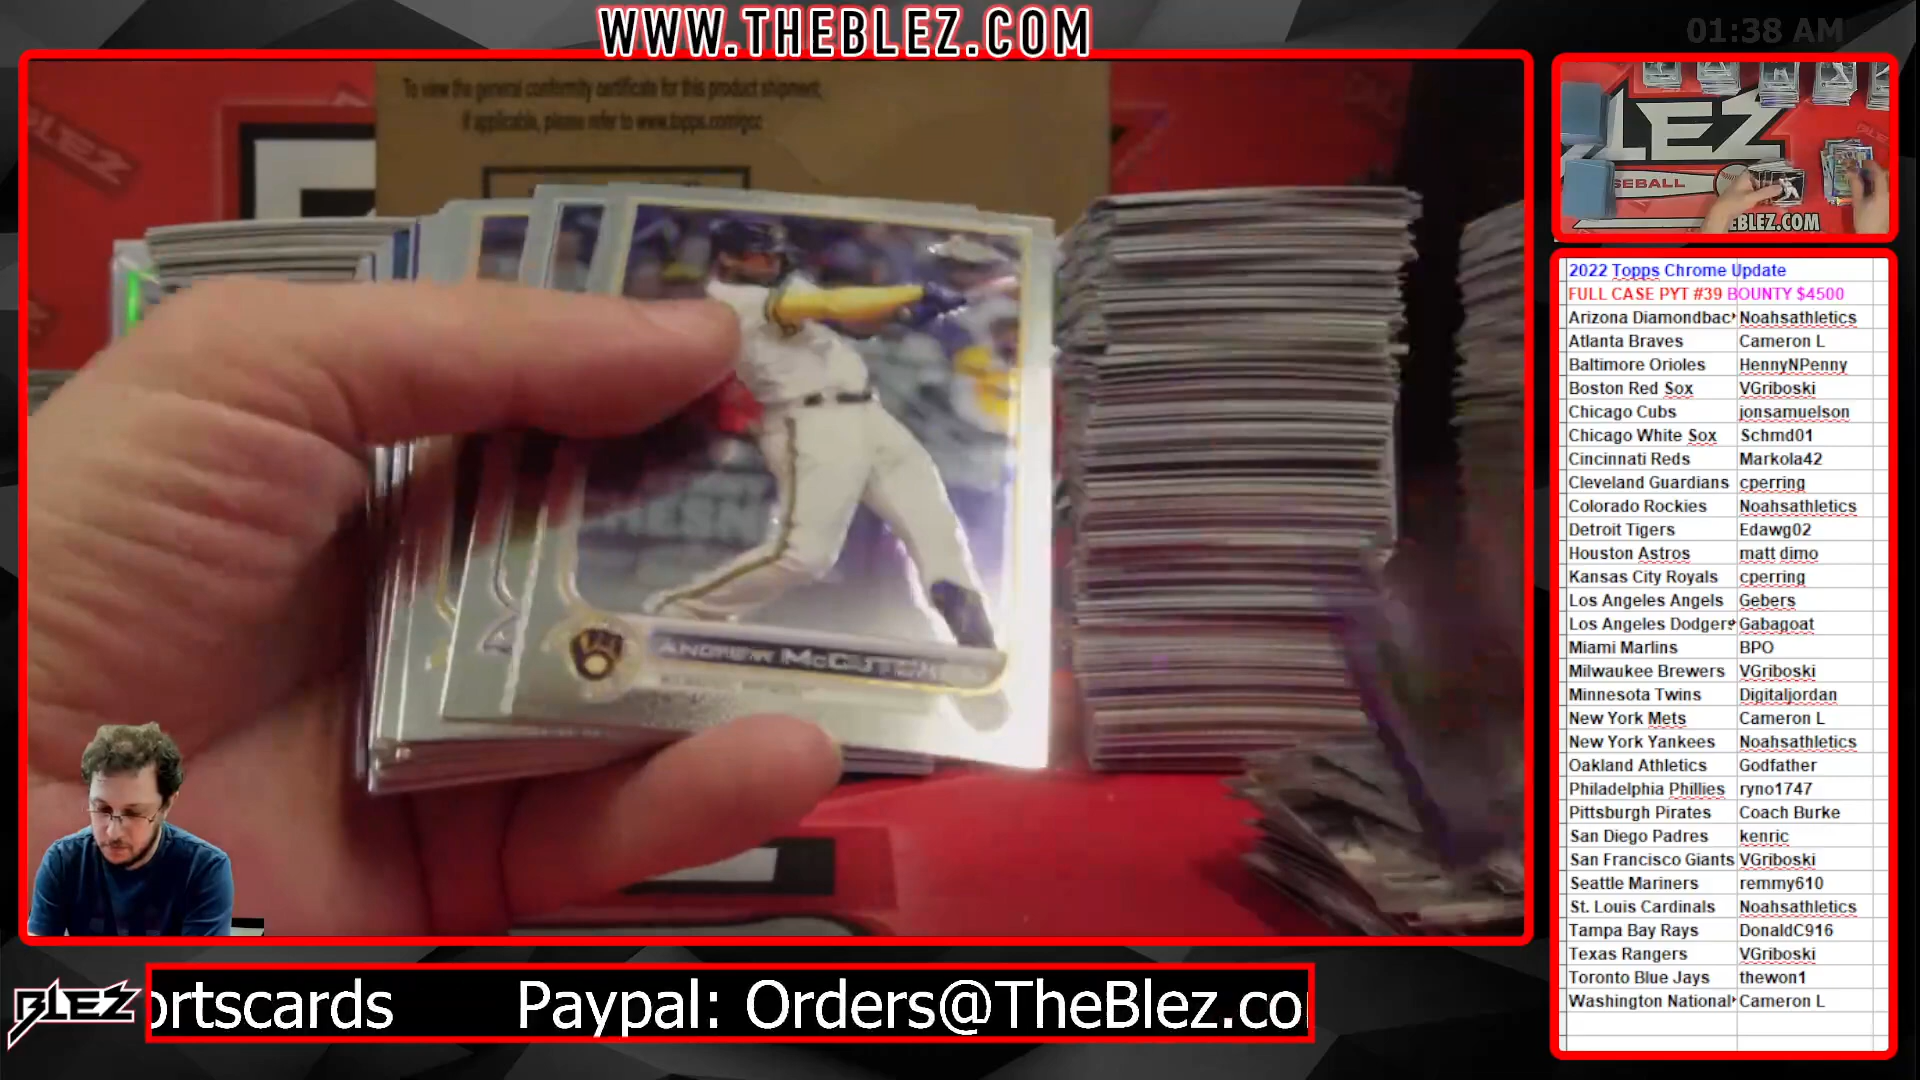 WWW.THEBLEZ.COM
01:38 AM
To view the general conformity certificate for this product shipment,
if applicable, please refer to www.topps.com/gcc
BLEZ
LEZ
SEBALL
EBLEZ.COM
ANDREW MCCUTCHEN
2022 Topps Chrome Update
FULL CASE PYT #39 BOUNTY $4500
Arizona Diamondbac Noahsathletics
Atlanta Braves Cameron L
Baltimore Orioles HennyNPenny
Boston Red Sox VGriboski
Chicago Cubs jonsamuelson
Chicago White Sox Schmd01
Cincinnati Reds Markola42
Cleveland Guardians cperring
Colorado Rockies Noahsathletics
Detroit Tigers Edawg02
Houston Astros matt dimo
Kansas City Royals cperring
Los Angeles Angels Gebers
Los Angeles Dodgers Gabagoat
Miami Marlins BPO
Milwaukee Brewers VGriboski
Minnesota Twins Digitaljordan
New York Mets Cameron L
New York Yankees Noahsathletics
Oakland Athletics Godfather
Philadelphia Phillies ryno1747
Pittsburgh Pirates Coach Burke
San Diego Padres kenric
San Francisco Giants VGriboski
Seattle Mariners remmy610
St. Louis Cardinals Noahsathletics
Tampa Bay Rays DonaldC916
Texas Rangers VGriboski
Toronto Blue Jays thewon1
Washington National Cameron L
BLEZ
ortscards Paypal: Orders@TheBlez.co